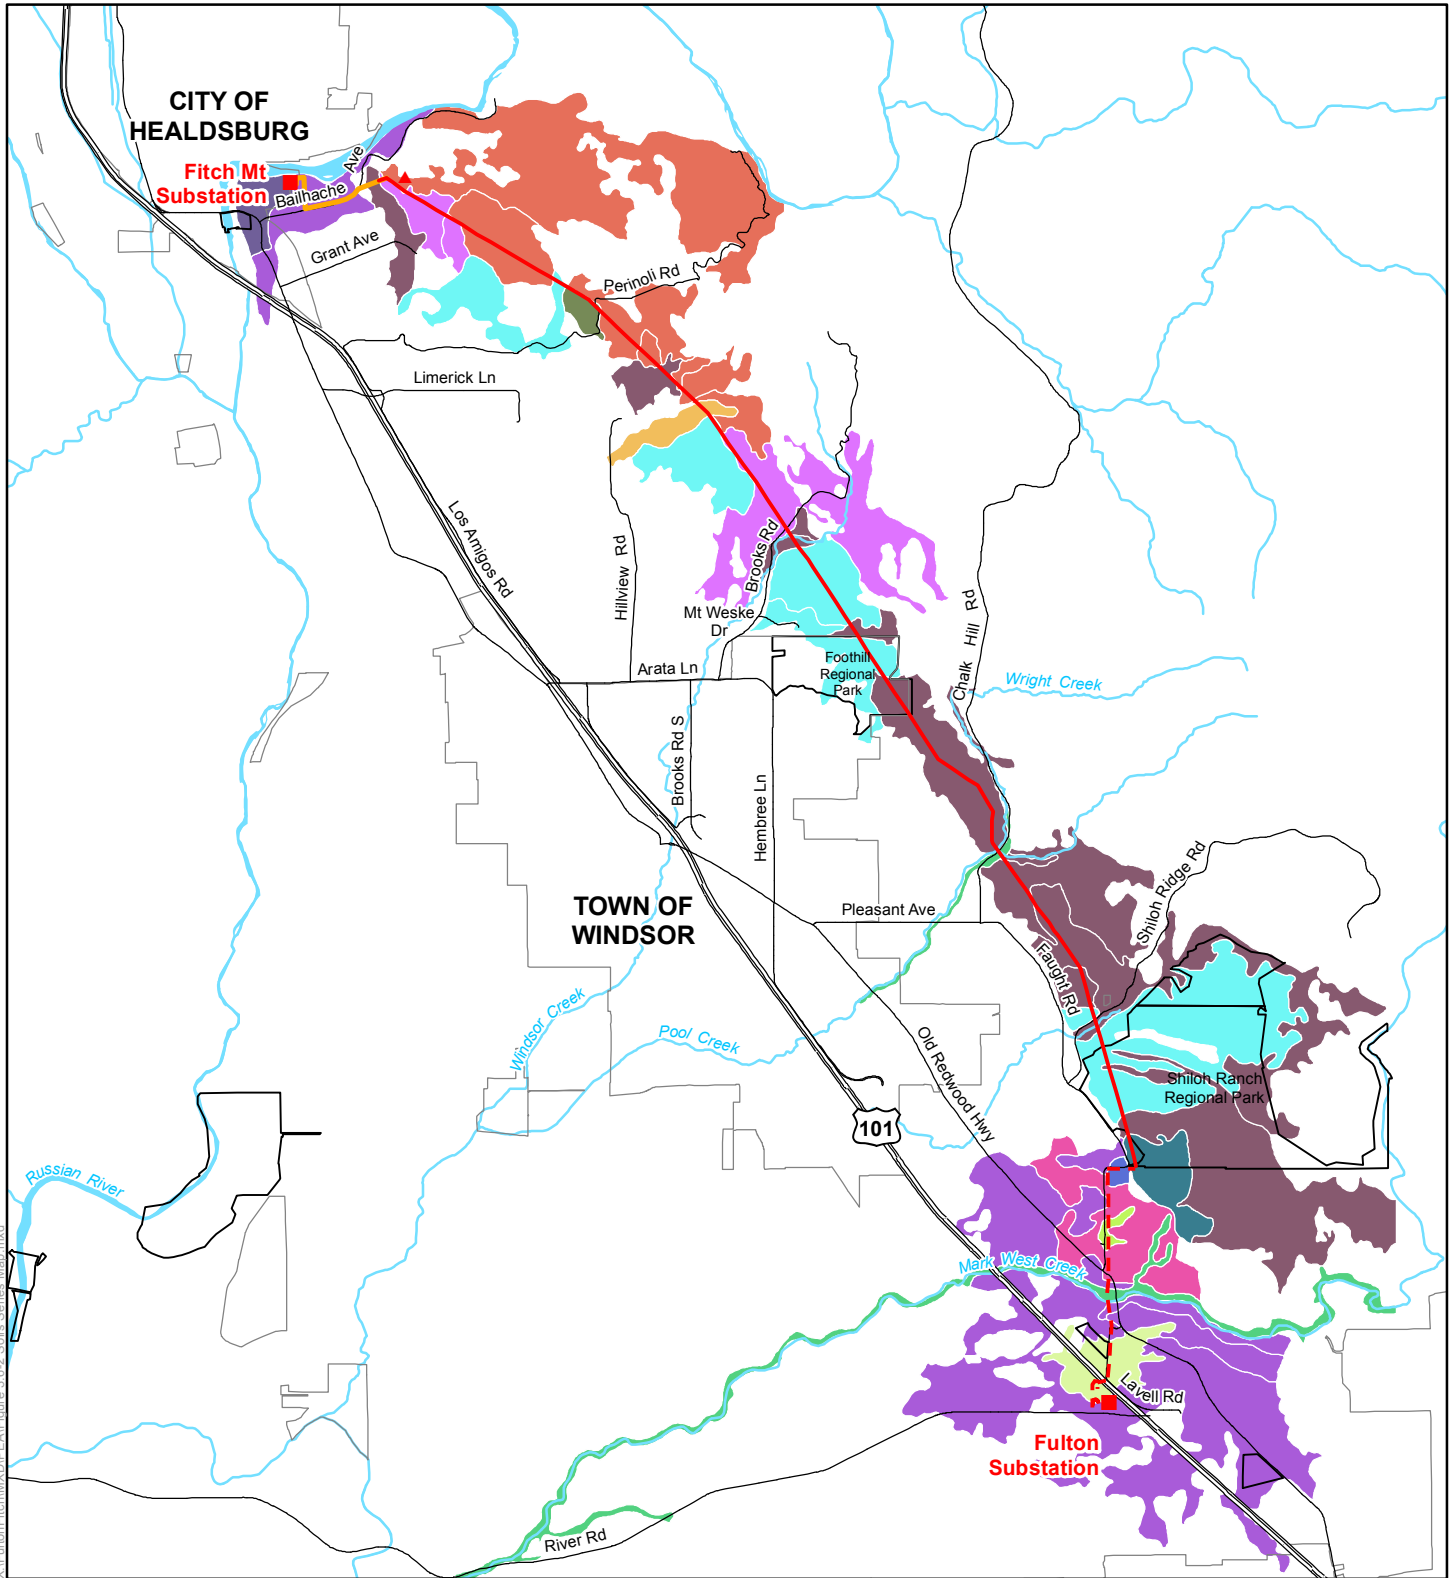 CITY OF
HEALDSBURG
Fitch Mt
Substation
Bailhache
Ave
Grant Ave
Perinoli Rd
Limerick Ln
Los Amigos Rd
Hillview Rd
Brooks Rd
Mt Weske
Dr
Arata Ln
Foothill
Regional
Park
Chalk Hill Rd
Wright Creek
Brooks Rd S
Hembree Ln
TOWN OF
WINDSOR
Pleasant Ave
Shiloh Ridge Rd
Faught Rd
Windsor Creek
Pool Creek
Old Redwood Hwy
Shiloh Ranch
Regional Park
101
Russian River
Mark West Creek
Lavell Rd
Fulton
Substation
River Rd